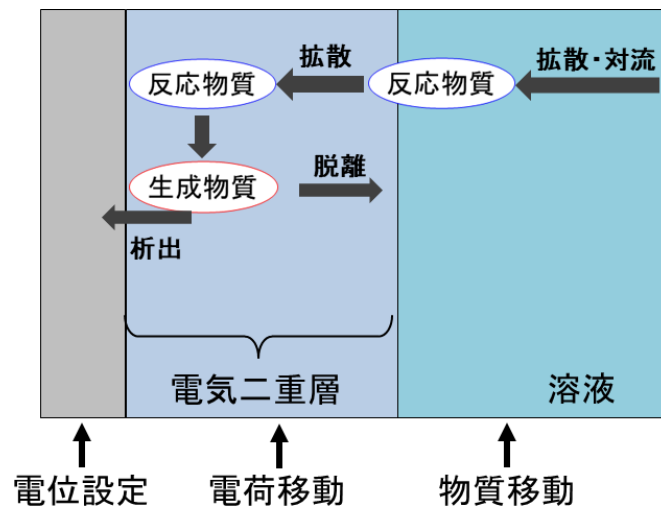 拡散
拡散・対流
反応物質
反応物質
生成物質
脱離
析出
電気二重層
溶液
電位設定
電荷移動
物質移動